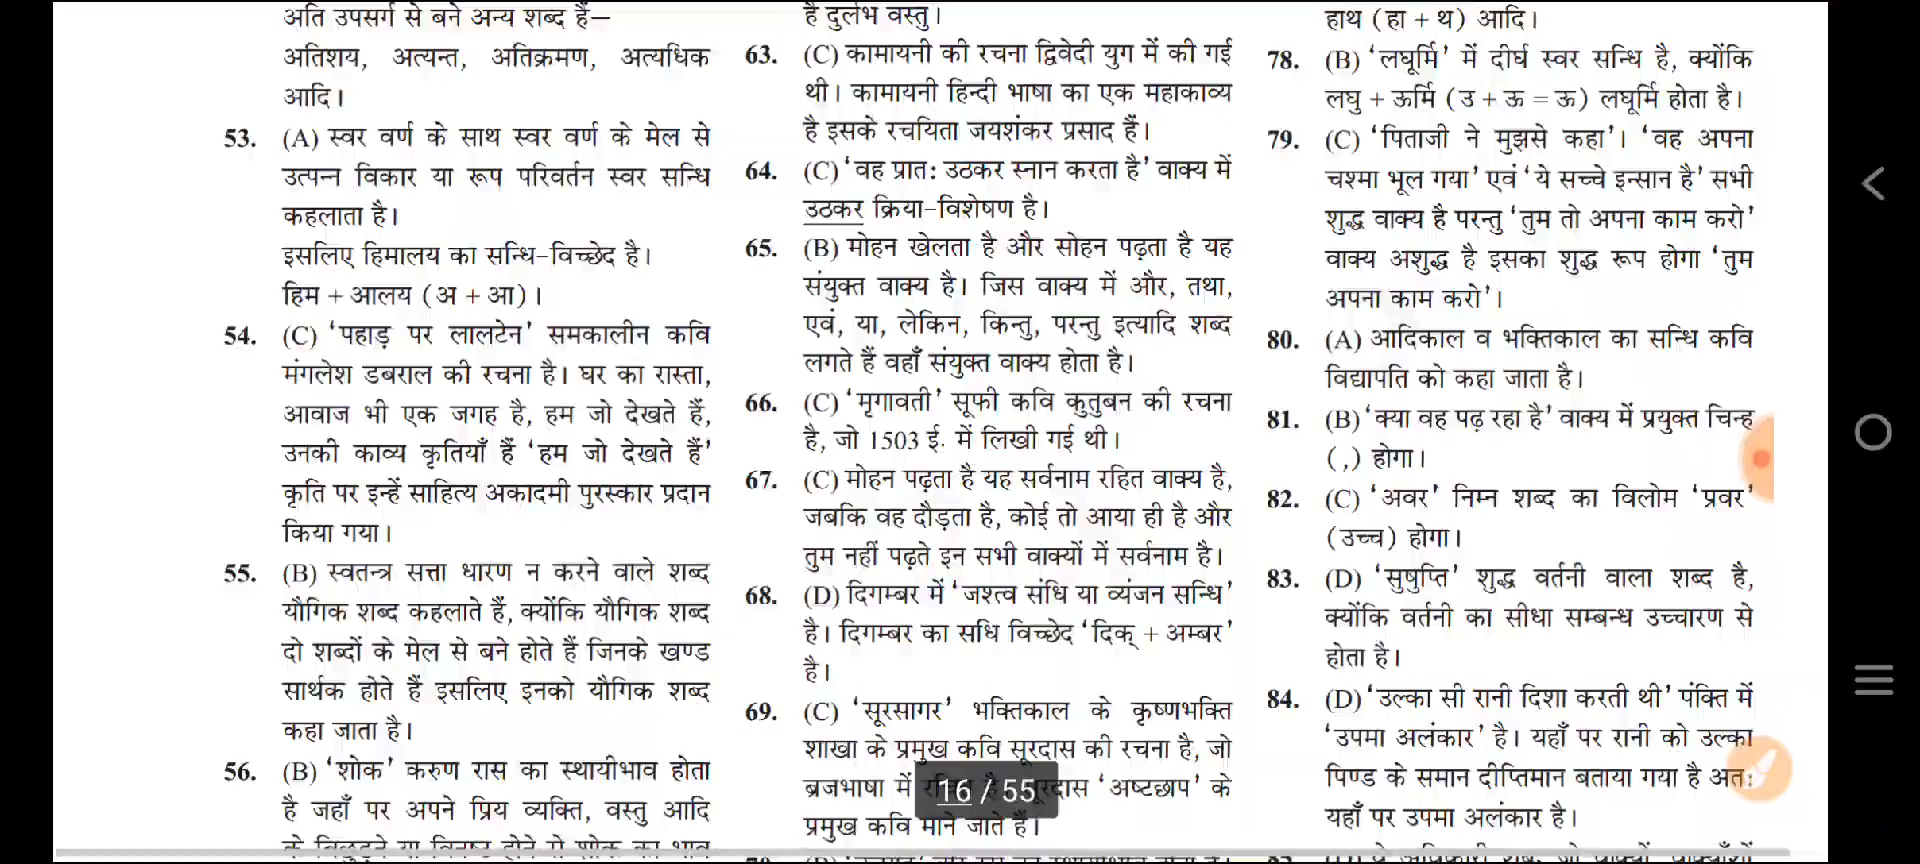 अति उपसर्ग से बने अन्य शब्द हैं—
अतिशय, अत्यन्त, अतिक्रमण, अत्यधिक
आदि।
53. (A) स्वर वर्ण के साथ स्वर वर्ण के मेल से
उत्पन्न विकार या रूप परिवर्तन स्वर सन्धि
कहलाता है।
इसलिए हिमालय का सन्धि-विच्छेद है।
हिम + आलय (अ + आ)।
54. (C) 'पहाड़ पर लालटेन' समकालीन कवि
मंगलेश डबराल की रचना है। घर का रास्ता,
आवाज भी एक जगह है, हम जो देखते हैं,
उनकी काव्य कृतियाँ हैं 'हम जो देखते हैं'
कृति पर इन्हें साहित्य अकादमी पुरस्कार प्रदान
किया गया।
55. (B) स्वतन्त्र सत्ता धारण न करने वाले शब्द
यौगिक शब्द कहलाते हैं, क्योंकि यौगिक शब्द
दो शब्दों के मेल से बने होते हैं जिनके खण्ड
सार्थक होते हैं इसलिए इनको यौगिक शब्द
कहा जाता है।
56. (B) 'शोक' करुण रास का स्थायीभाव होता
है जहाँ पर अपने प्रिय व्यक्ति, वस्तु आदि
है दुर्लभ वस्तु।
63. (C) कामायनी की रचना द्विवेदी युग में की गई
थी। कामायनी हिन्दी भाषा का एक महाकाव्य
है इसके रचयिता जयशंकर प्रसाद हैं।
64. (C) 'वह प्रात: उठकर स्नान करता है' वाक्य में
उठकर क्रिया-विशेषण है।
65. (B) मोहन खेलता है और सोहन पढ़ता है यह
संयुक्त वाक्य है। जिस वाक्य में और, तथा,
एवं, या, लेकिन, किन्तु, परन्तु इत्यादि शब्द
लगते हैं वहाँ संयुक्त वाक्य होता है।
66. (C) 'मृगावती' सूफी कवि कुतुबन की रचना
है, जो 1503 ई. में लिखी गई थी।
67. (C) मोहन पढ़ता है यह सर्वनाम रहित वाक्य है,
जबकि वह दौड़ता है, कोई तो आया ही है और
तुम नहीं पढ़ते इन सभी वाक्यों में सर्वनाम है।
68. (D) दिगम्बर में 'जश्त्व संधि या व्यंजन सन्धि'
है। दिगम्बर का सधि विच्छेद 'दिक् + अम्बर'
है।
69. (C) 'सूरसागर' भक्तिकाल के कृष्णभक्ति
शाखा के प्रमुख कवि सूरदास की रचना है, जो
ब्रजभाषा में 16 / 55 'अष्टछाप' के
प्रमुख कवि माने जाते हैं।
हाथ (हा + थ) आदि।
78. (B) 'लघूर्मि' में दीर्घ स्वर सन्धि है, क्योंकि
लघु + ऊर्मि (उ + ऊ = ऊ) लघूर्मि होता है।
79. (C) 'पिताजी ने मुझसे कहा'। 'वह अपना
चश्मा भूल गया' एवं 'ये सच्चे इन्सान है' सभी
शुद्ध वाक्य है परन्तु 'तुम तो अपना काम करो'
वाक्य अशुद्ध है इसका शुद्ध रूप होगा 'तुम
अपना काम करो'।
80. (A) आदिकाल व भक्तिकाल का सन्धि कवि
विद्यापति को कहा जाता है।
81. (B) 'क्या वह पढ़ रहा है' वाक्य में प्रयुक्त चिन्ह
(,) होगा।
82. (C) 'अवर' निम्न शब्द का विलोम 'प्रवर'
(उच्च) होगा।
83. (D) 'सुषुप्ति' शुद्ध वर्तनी वाला शब्द है,
क्योंकि वर्तनी का सीधा सम्बन्ध उच्चारण से
होता है।
84. (D) 'उल्का सी रानी दिशा करती थी' पंक्ति में
'उपमा अलंकार' है। यहाँ पर रानी को उल्का
पिण्ड के समान दीप्तिमान बताया गया है अतः
यहाँ पर उपमा अलंकार है।